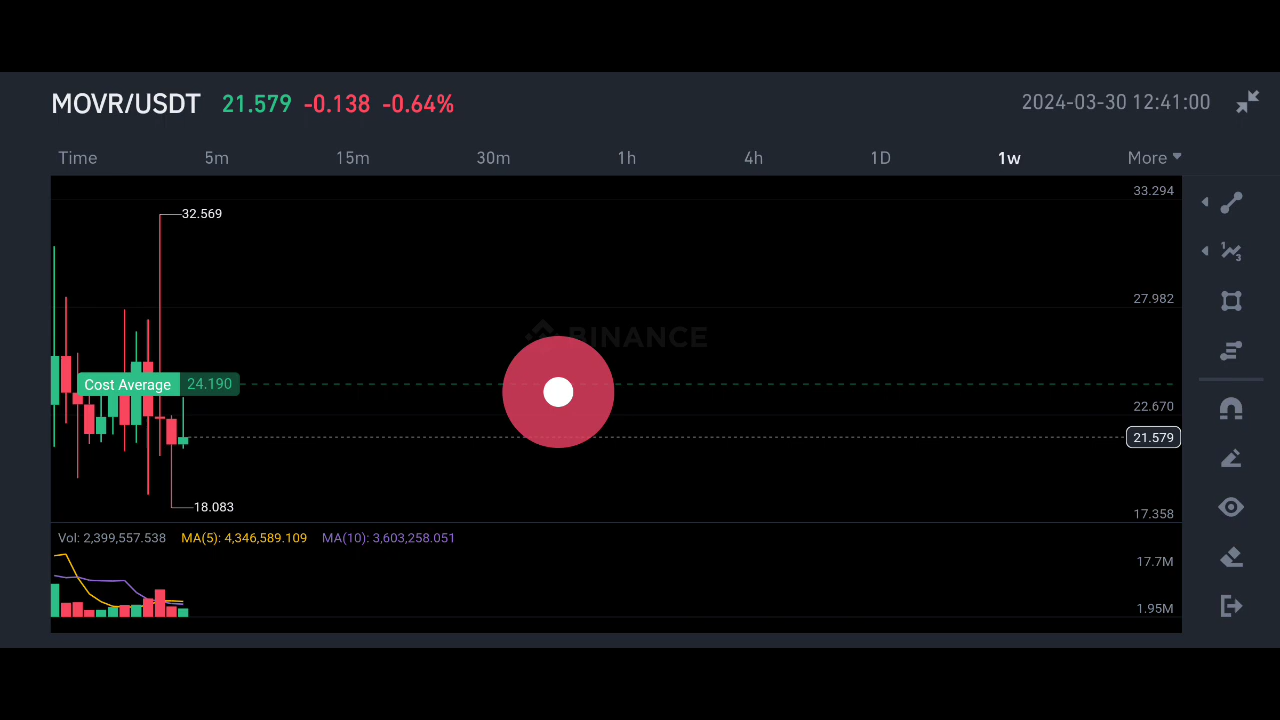 MOVR/USDT 21.579 -0.138 -0.64% 2024-03-30 12:41:00
Time 5m 15m 30m 1h 4h 1D 1w More
33.294
32.569
27.982
BINANCE
Cost Average 24.190
22.670
21.579
18.083
17.358
Vol: 2,399,557.538 MA(5): 4,346,589.109 MA(10): 3,603,258.051
17.7M
1.95M